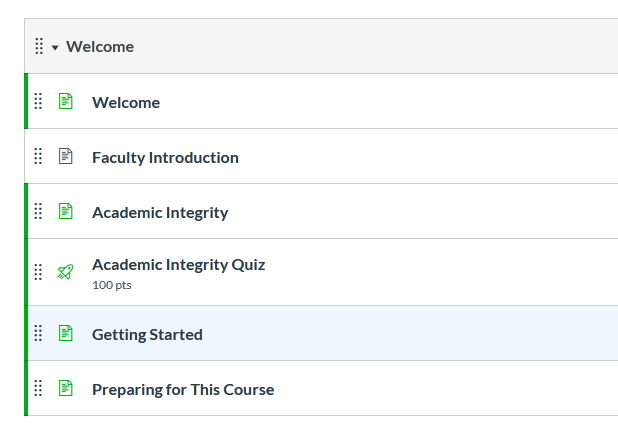 Welcome
Welcome
Faculty Introduction
Academic Integrity
Academic Integrity Quiz
100 pts
Getting Started
Preparing for This Course